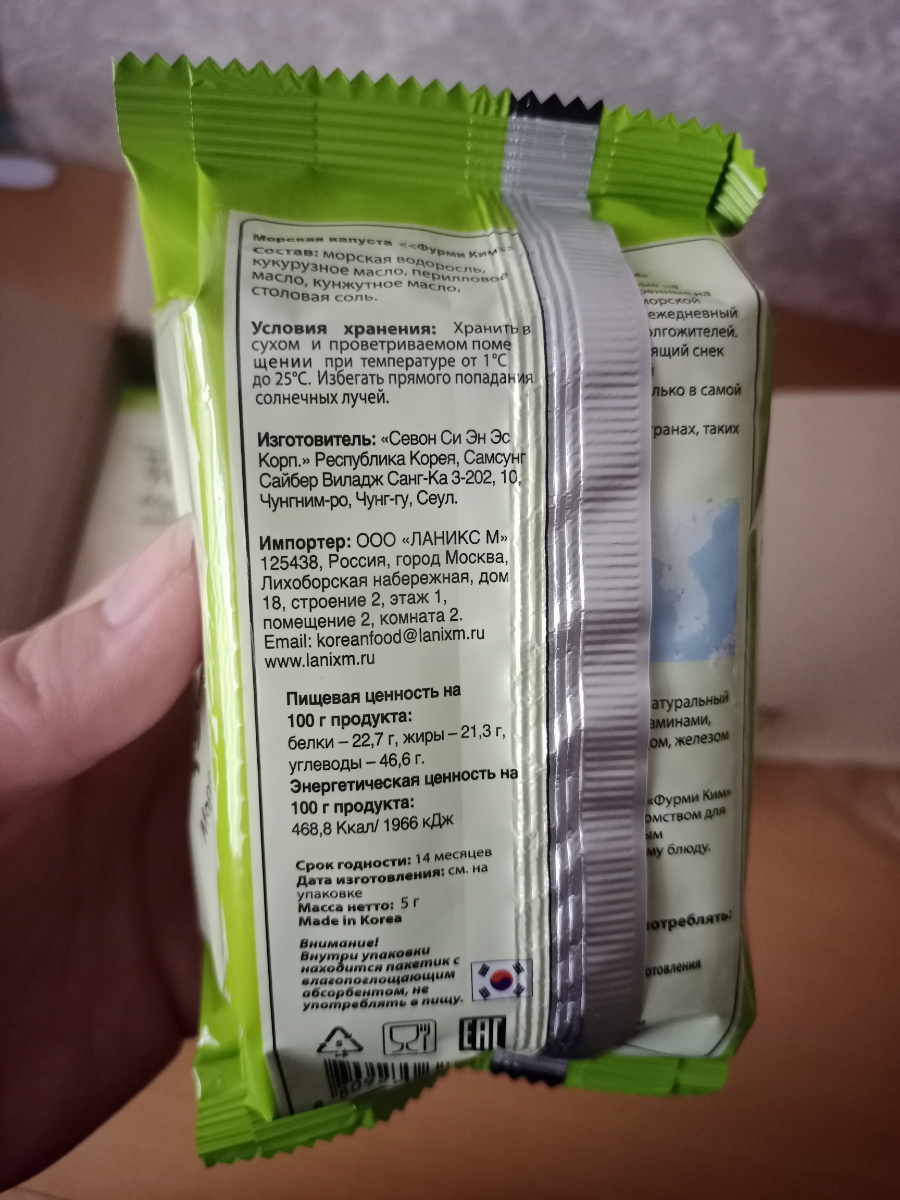 Морская капуста <<Фурми Ким>>
Состав: морская водоросль,
кукурузное масло, перилловое
масло, кунжутное масло,
столовая соль.
Условия хранения: Хранить в
сухом и проветриваемом поме
щении при температуре от 1°C
до 25°C. Избегать прямого попадания
солнечных лучей.
Изготовитель: «Севон Си Эн Эс
Корп.» Республика Корея, Самсунг
Сайбер Виладж Санг-Ка 3-202, 10,
Чунгним-ро, Чунг-гу, Сеул.
Импортер: ООО «ЛАНИКС М»
125438, Россия, город Москва,
Лихоборская набережная, дом
18, строение 2, этаж 1,
помещение 2, комната 2.
Email: koreanfood@lanixm.ru
www.lanixm.ru
Пищевая ценность на
100 г продукта:
белки – 22,7 г, жиры – 21,3 г,
углеводы – 46,6 г.
Энергетическая ценность на
100 г продукта:
468,8 Ккал/ 1966 кДж
Срок годности: 14 месяцев
Дата изготовления: см. на
упаковке
Масса нетто: 5 г
Made in Korea
Внимание!
Внутри упаковки
находится пакетик с
влагопоглощающим
абсорбентом, не
употреблять в пищу.
5
EAC
морской
ежедневный
олгожителей.
ящий снек
лько в самой
транах, таких
атуральный
аминами,
ом, железом
«Фурми Ким»
омством для
ым
му блюду.
отреблять:
отовления